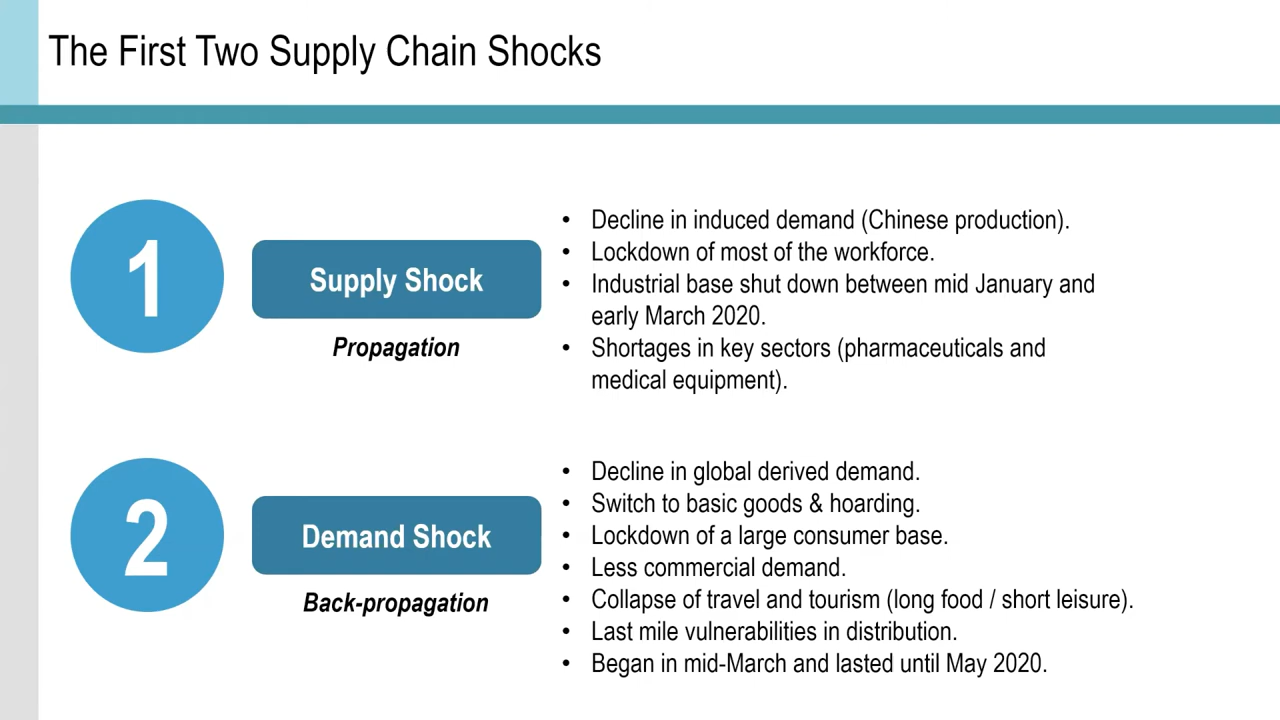 The First Two Supply Chain Shocks
1
Supply Shock
Propagation
• Decline in induced demand (Chinese production).
• Lockdown of most of the workforce.
• Industrial base shut down between mid January and
early March 2020.
• Shortages in key sectors (pharmaceuticals and
medical equipment).
2
Demand Shock
Back-propagation
• Decline in global derived demand.
• Switch to basic goods & hoarding.
• Lockdown of a large consumer base.
• Less commercial demand.
• Collapse of travel and tourism (long food / short leisure).
• Last mile vulnerabilities in distribution.
• Began in mid-March and lasted until May 2020.